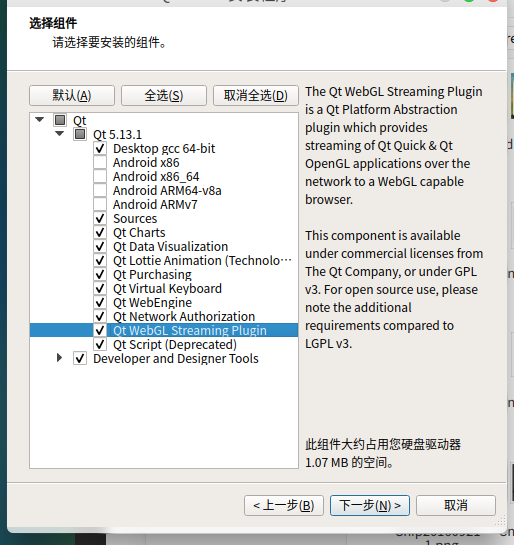 选择组件
请选择要安装的组件。
默认(A)
全选(S)
取消全选(D)
Qt
Qt 5.13.1
Desktop gcc 64-bit
Android x86
Android x86_64
Android ARM64-v8a
Android ARMv7
Sources
Qt Charts
Qt Data Visualization
Qt Lottie Animation (Technolo···
Qt Purchasing
Qt Virtual Keyboard
Qt WebEngine
Qt Network Authorization
Qt WebGL Streaming Plugin
Qt Script (Deprecated)
Developer and Designer Tools
The Qt WebGL Streaming Plugin
is a Qt Platform Abstraction
plugin which provides
streaming of Qt Quick & Qt
OpenGL applications over the
network to a WebGL capable
browser.
This component is available
under commercial licenses from
The Qt Company, or under GPL
v3. For open source use, please
note the additional
requirements compared to
LGPL v3.
此组件大约占用您硬盘驱动器
1.07 MB 的空间。
< 上一步(B)
下一步(N) >
取消